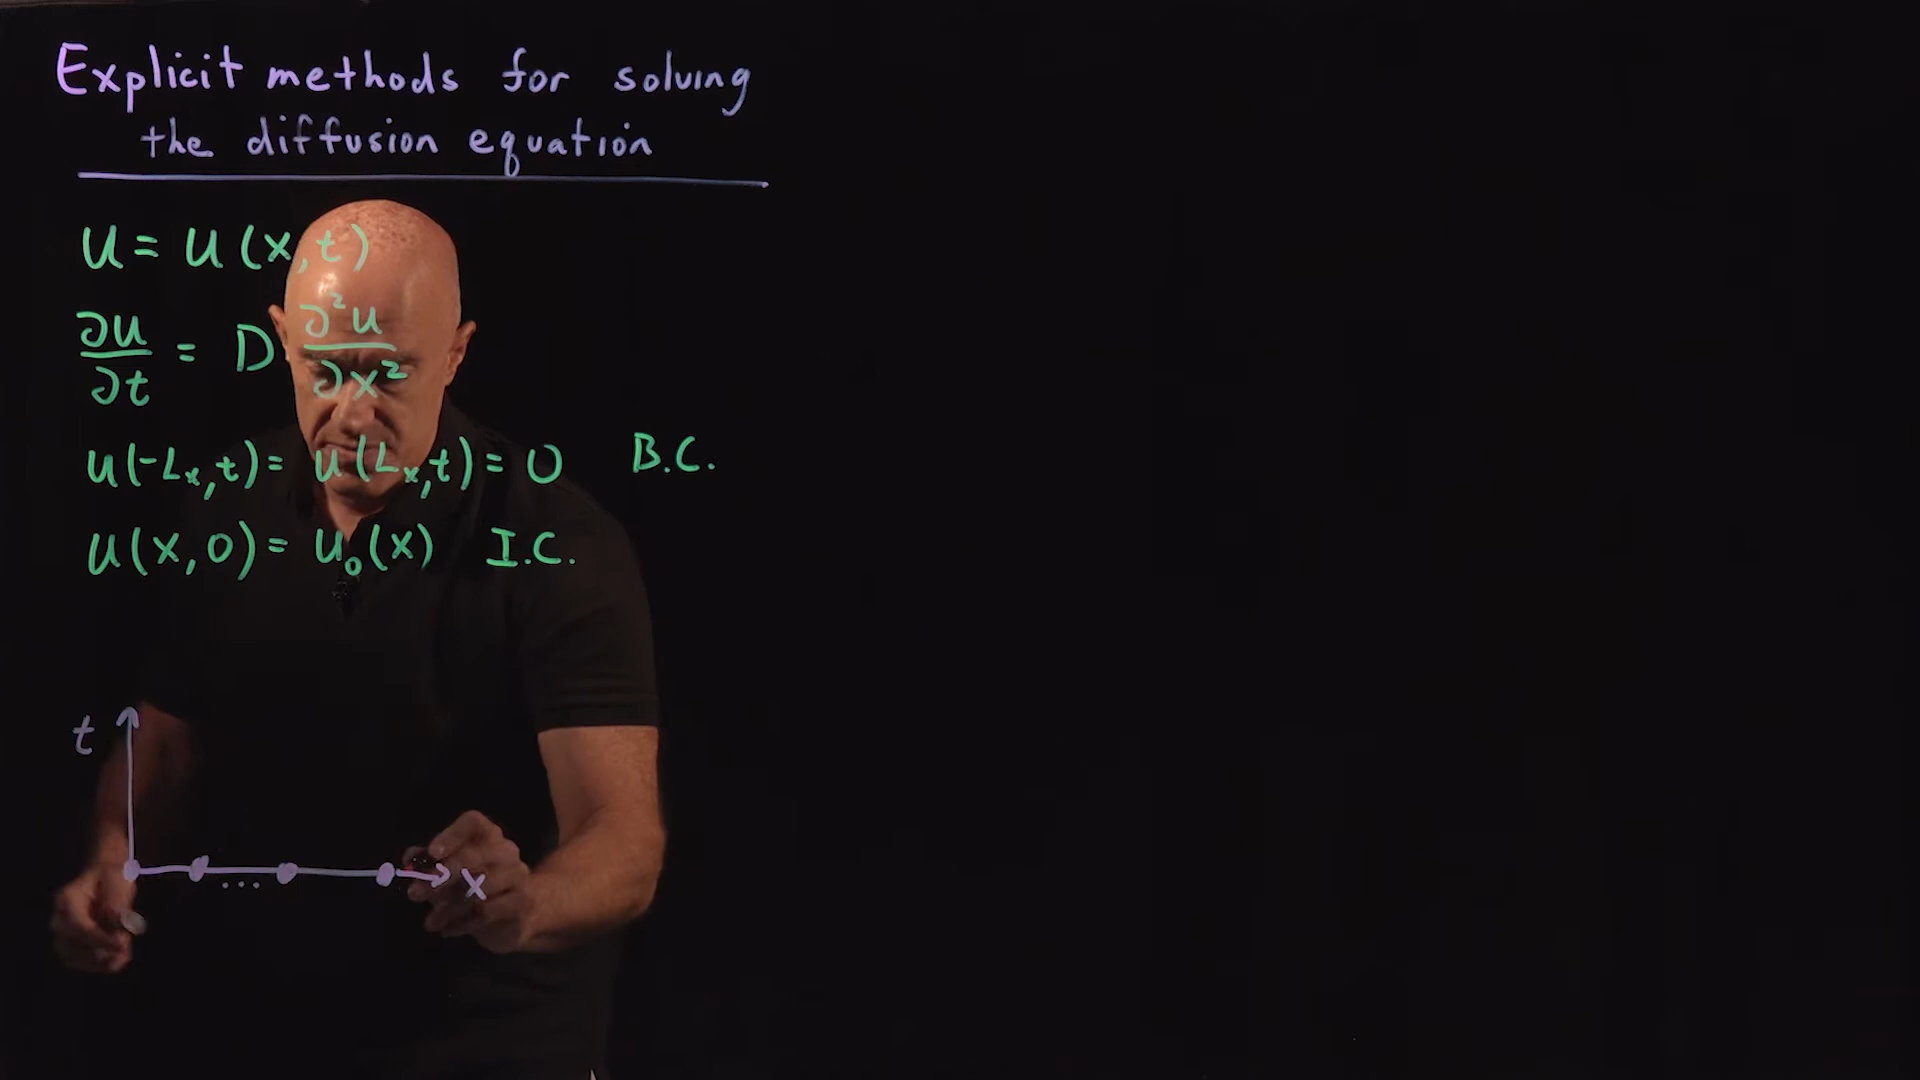 Explicit methods for solving
the diffusion equation
u = u(x,t)
∂u/∂t = D ∂²u/∂x²
u(-Lₓ,t) = u(Lₓ,t) = 0 B.C.
u(x,0) = u₀(x) I.C.
t
... x